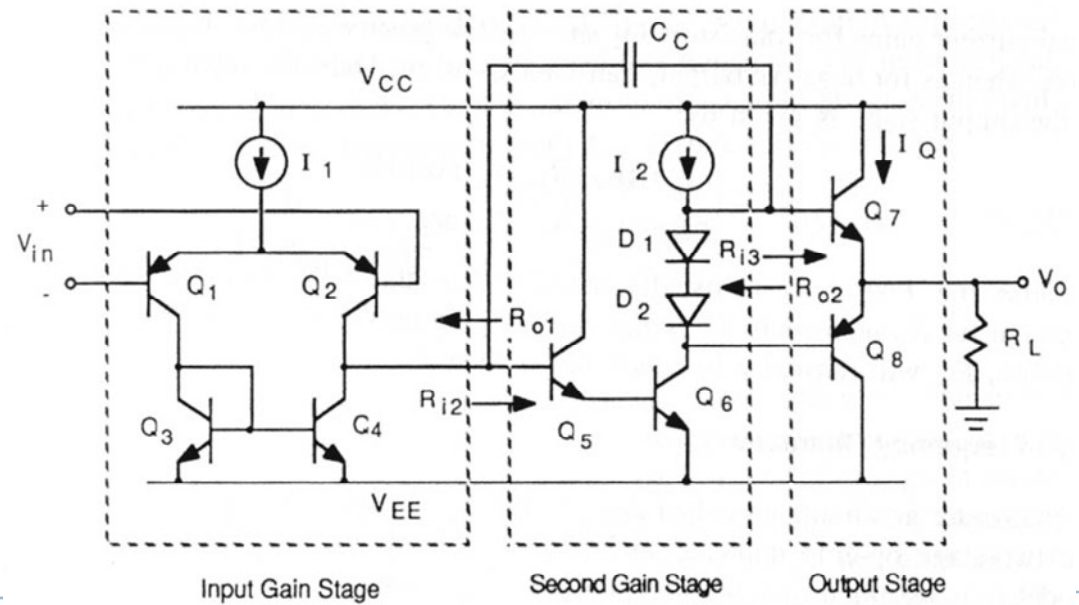 C_C
V_CC
I_1
I_2
I_Q
+
V_in
-
Q_1
Q_2
D_1
D_2
R_i3
R_o2
Q_7
V_o
R_o1
R_L
Q_8
R_i2
Q_3
Q_4
Q_5
Q_6
V_EE
Input Gain Stage
Second Gain Stage
Output Stage